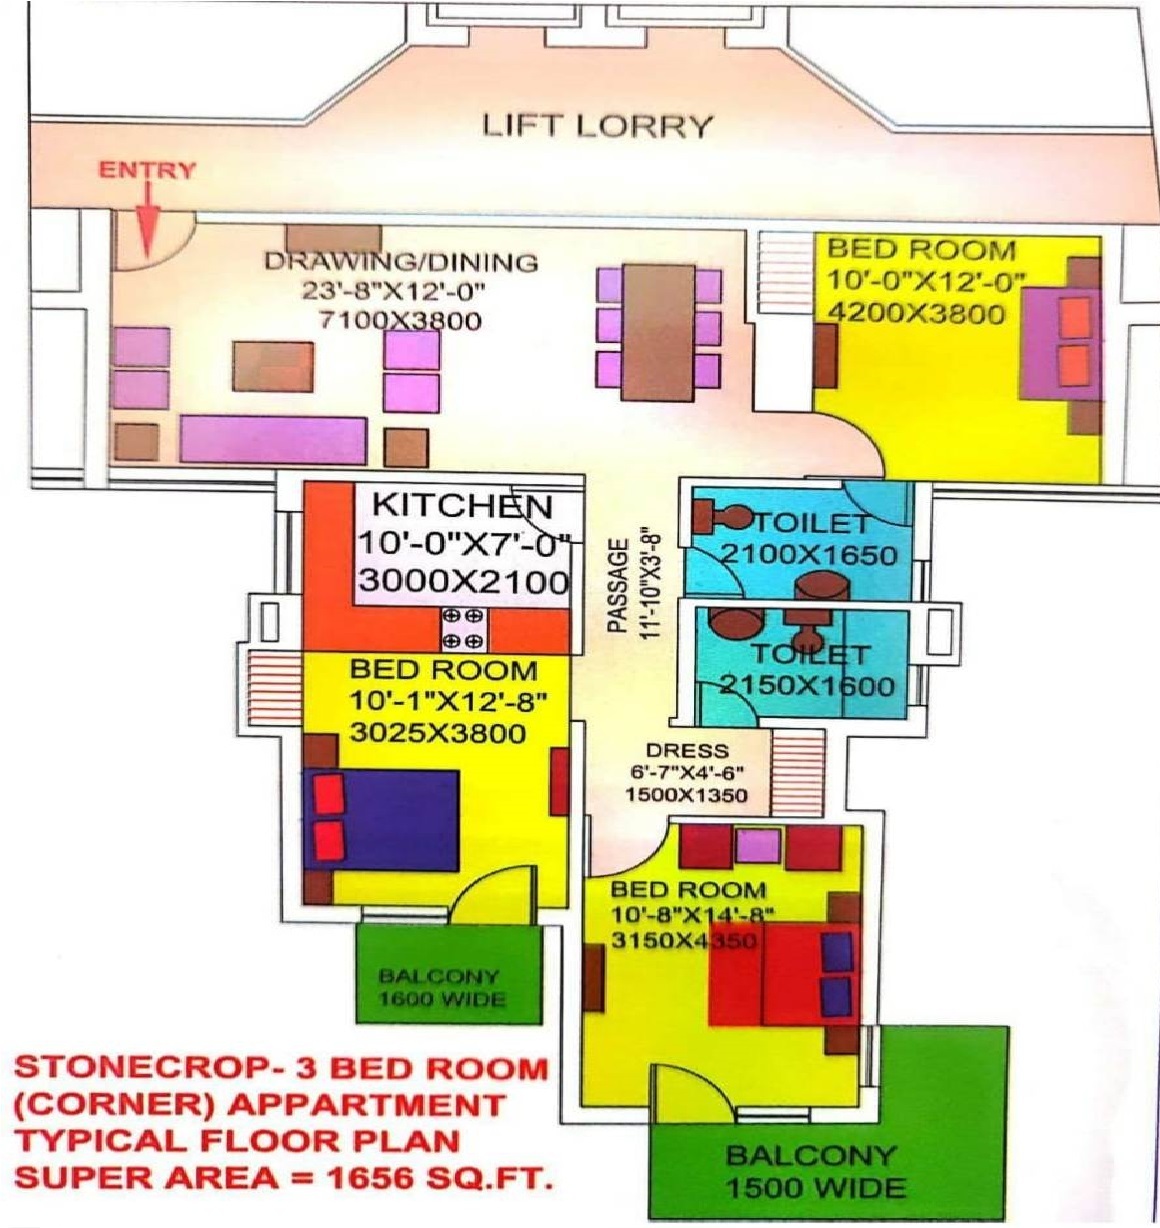 LIFT LORRY
ENTRY
DRAWING/DINING
23'-8"X12'-0"
7100X3800
BED ROOM
10'-0"X12'-0"
4200X3800
KITCHEN
10'-0"X7'-0"
3000X2100
PASSAGE
11'-10"X3'-8"
TOILET
2100X1650
TOILET
2150X1600
BED ROOM
10'-1"X12'-8"
3025X3800
DRESS
6'-7"X4'-6"
1500X1350
BED ROOM
10'-8"X14'-8"
3150X4350
BALCONY
1600 WIDE
BALCONY
1500 WIDE
STONECROP- 3 BED ROOM
(CORNER) APPARTMENT
TYPICAL FLOOR PLAN
SUPER AREA = 1656 SQ.FT.